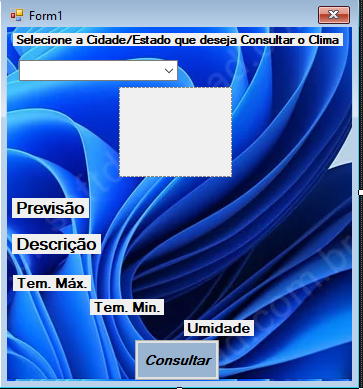 Form1
Selecione a Cidade/Estado que deseja Consultar o Clima
Previsão
Descrição
Tem. Máx.
Tem. Min.
Umidade
Consultar